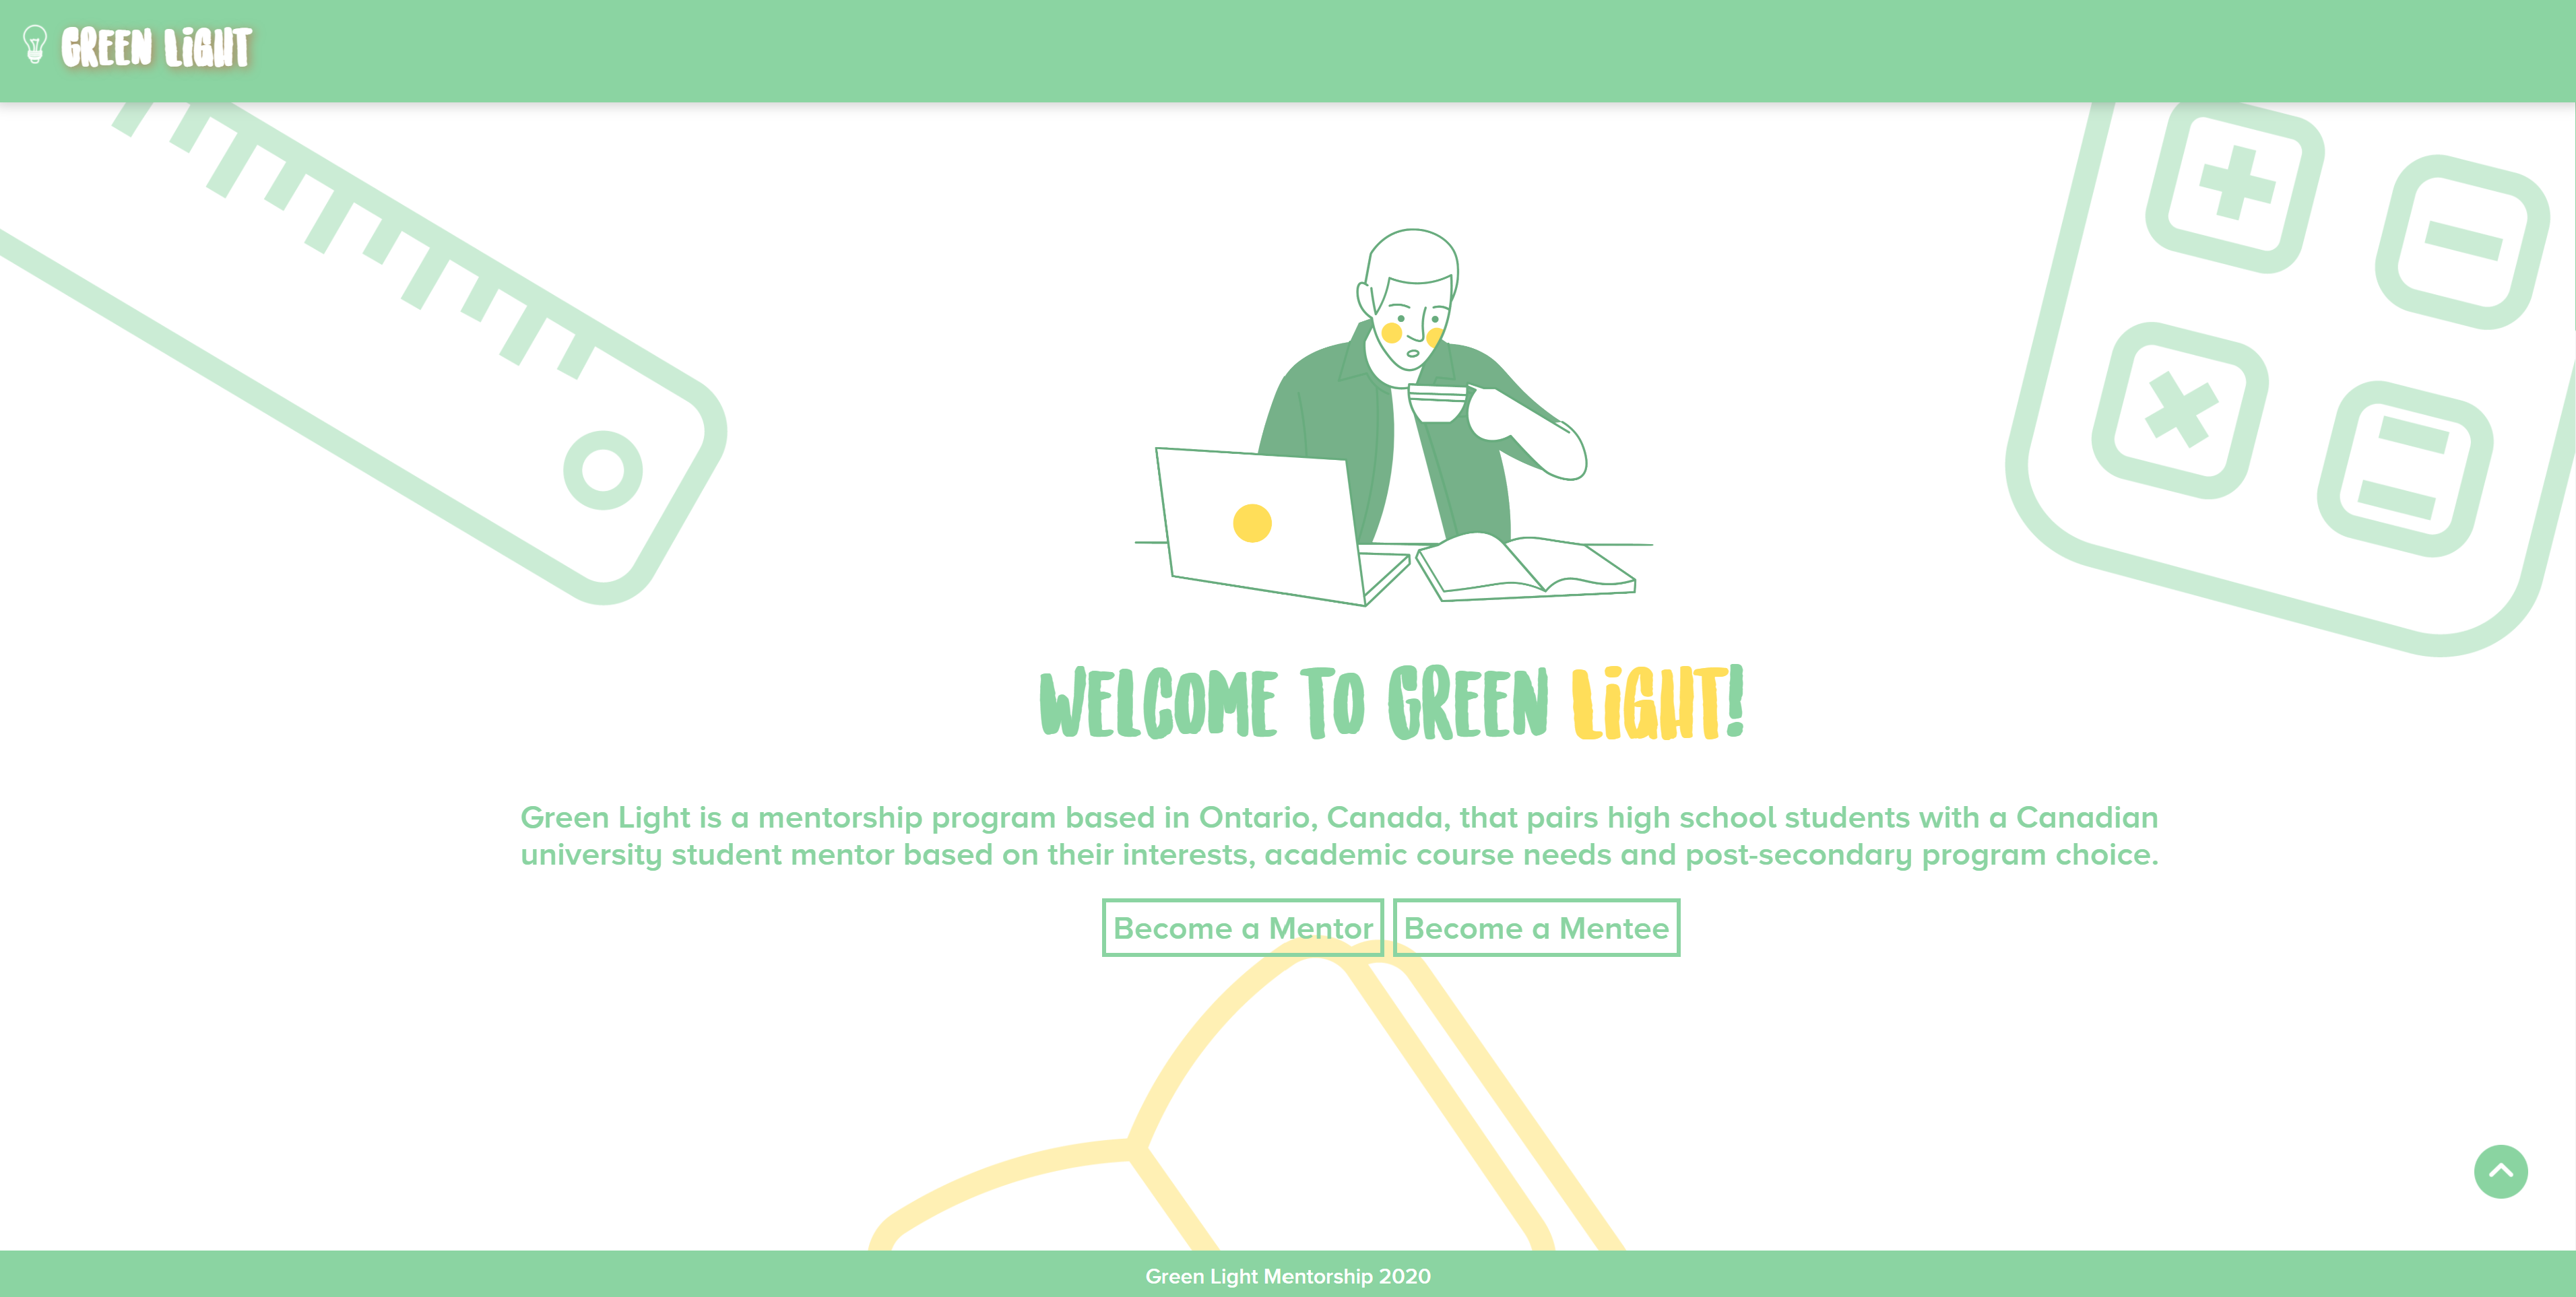 GREEN LiGHT
WELCOME TO GREEN LiGHT!
Green Light is a mentorship program based in Ontario, Canada, that pairs high school students with a Canadian
university student mentor based on their interests, academic course needs and post-secondary program choice.
Become a Mentor Become a Mentee
Green Light Mentorship 2020